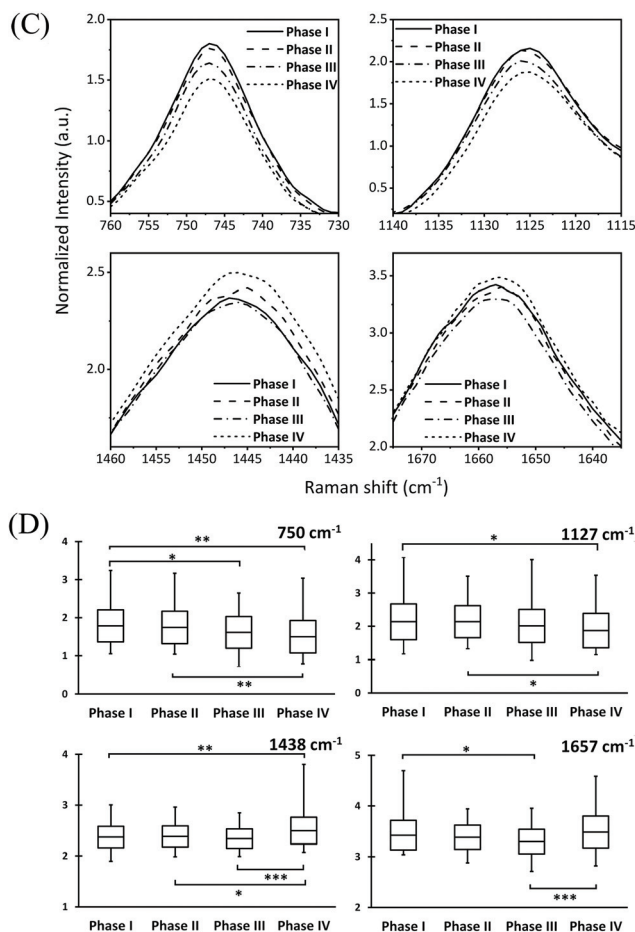 (C)
Normalized Intensity (a.u.)
2.0
1.5
1.0
0.5
Phase I
Phase II
Phase III
Phase IV
760 755 750 745 740 735 730
2.5
2.0
1.5
1.0
0.5
Phase I
Phase II
Phase III
Phase IV
1140 1135 1130 1125 1120 1115
2.5
2.0
Phase I
Phase II
Phase III
Phase IV
1460 1455 1450 1445 1440 1435
3.5
3.0
2.5
2.0
Phase I
Phase II
Phase III
Phase IV
1670 1660 1650 1640
Raman shift (cm⁻¹)
(D)
750 cm⁻¹
**
*
**
4
3
2
1
0
Phase I Phase II Phase III Phase IV
1127 cm⁻¹
*
*
4
3
2
1
0
Phase I Phase II Phase III Phase IV
1438 cm⁻¹
**
***
*
4
3
2
1
Phase I Phase II Phase III Phase IV
1657 cm⁻¹
*
***
5
4
3
2
1
Phase I Phase II Phase III Phase IV